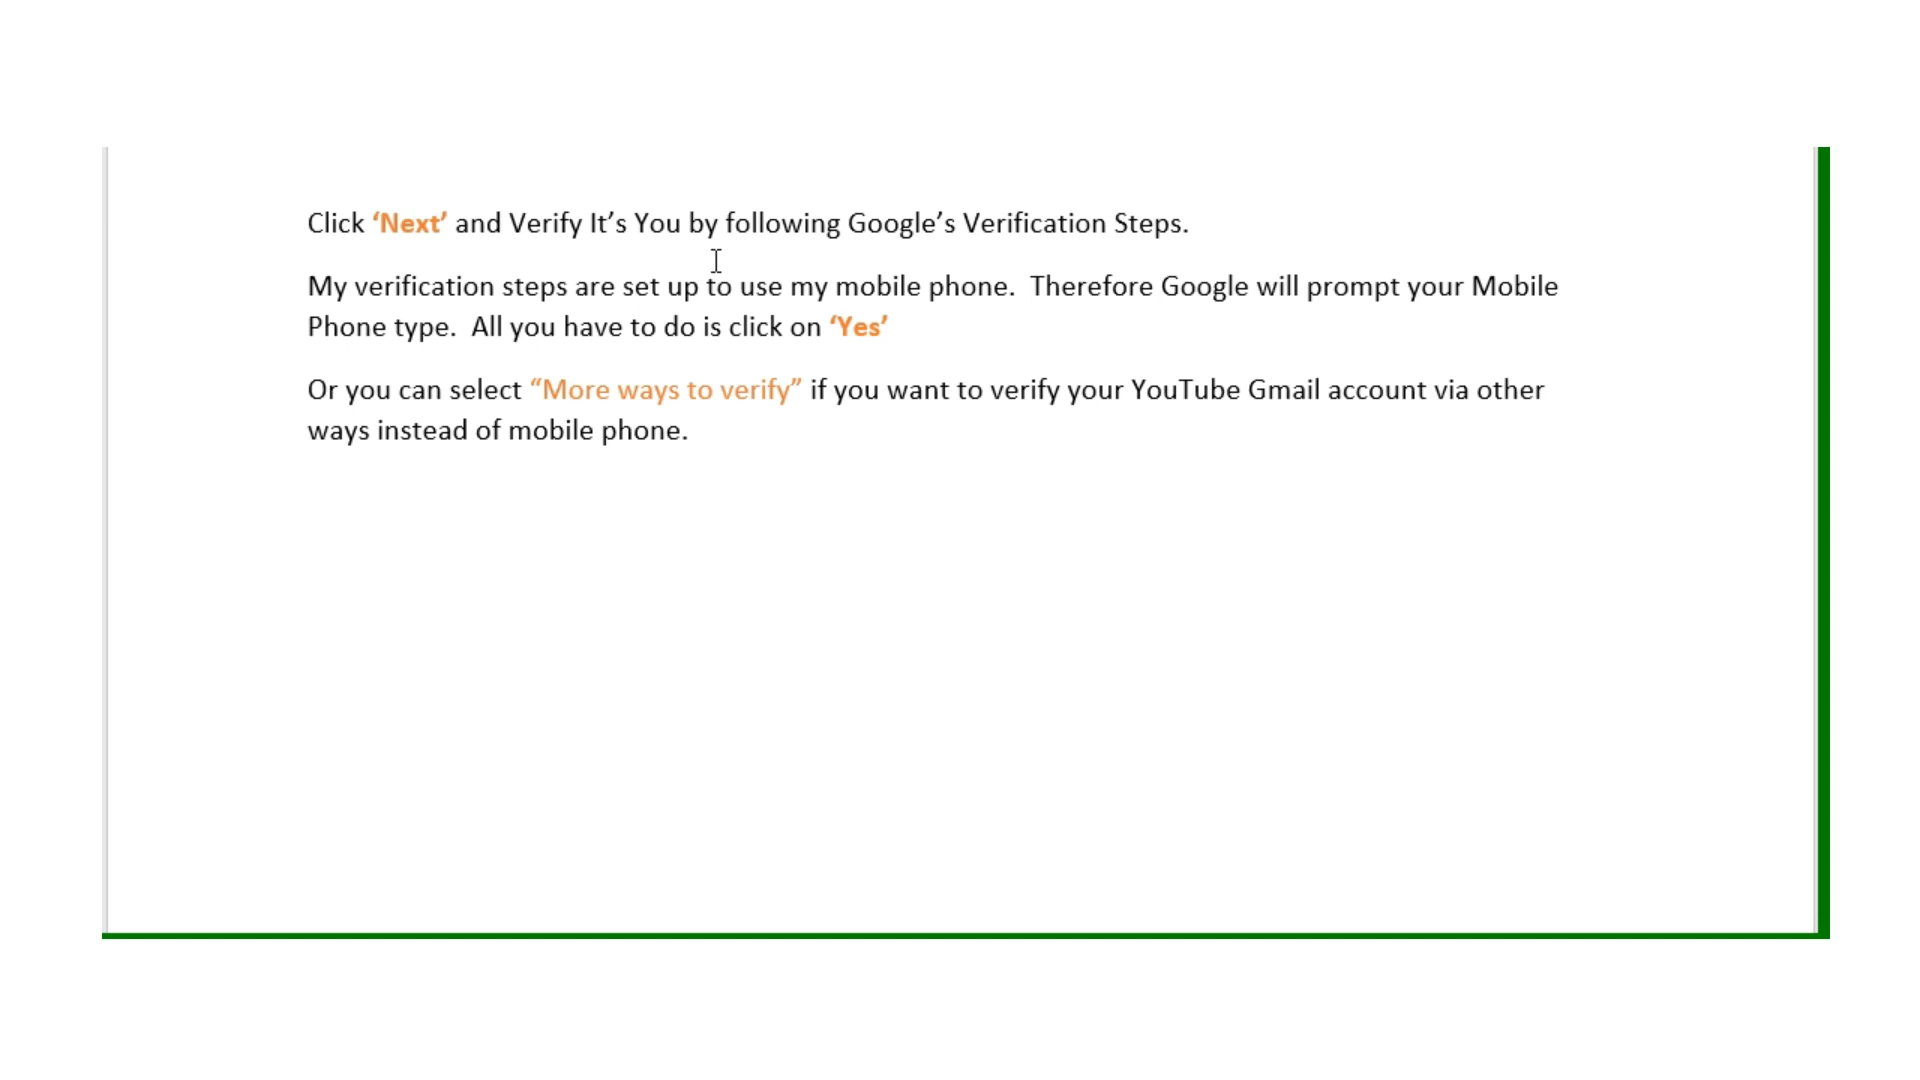 Click ‘Next’ and Verify It’s You by following Google’s Verification Steps.
My verification steps are set up to use my mobile phone.  Therefore Google will prompt your Mobile
Phone type.  All you have to do is click on ‘Yes’
Or you can select “More ways to verify” if you want to verify your YouTube Gmail account via other
ways instead of mobile phone.